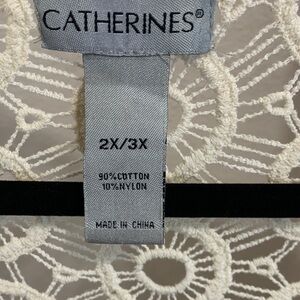 CATHERINES®
2X/3X
90%COTTON
10%NYLON
MADE IN CHINA